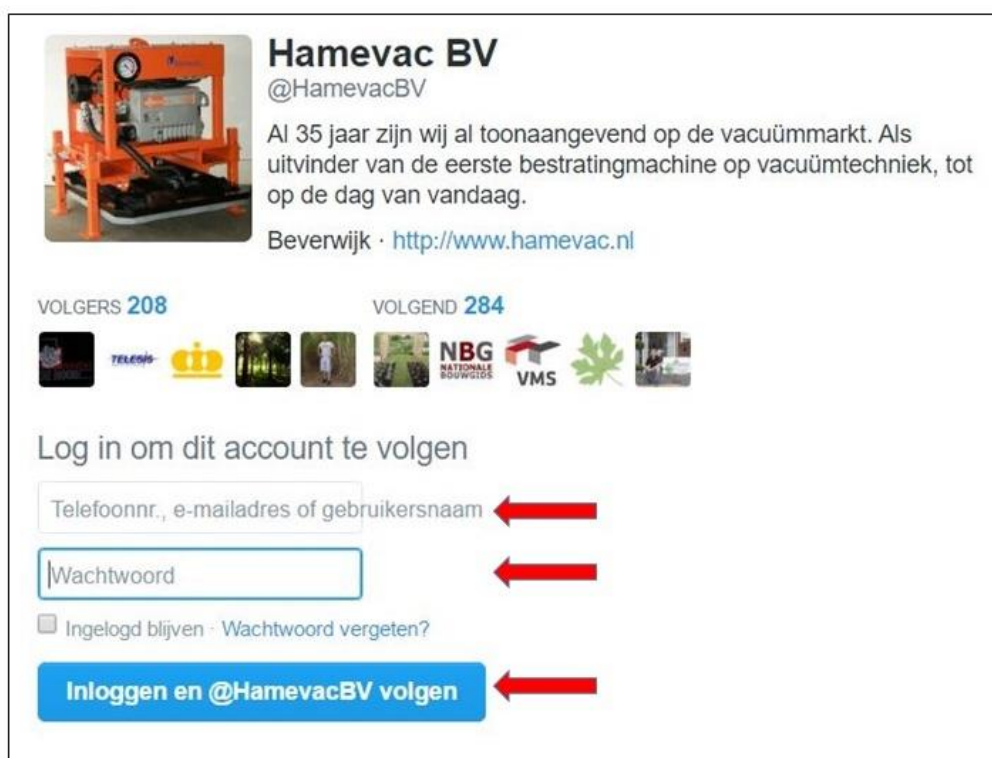 Hamevac BV
@HamevacBV
Al 35 jaar zijn wij al toonaangevend op de vacuümmarkt. Als
uitvinder van de eerste bestratingmachine op vacuümtechniek, tot
op de dag van vandaag.
Beverwijk · http://www.hamevac.nl
VOLGERS 208
VOLGEND 284
TELEGIS
NBG
NATIONALE
BOUWGIDS
VMS
Log in om dit account te volgen
Telefoonnr., e-mailadres of gebruikersnaam
Wachtwoord
Ingelogd blijven · Wachtwoord vergeten?
Inloggen en @HamevacBV volgen